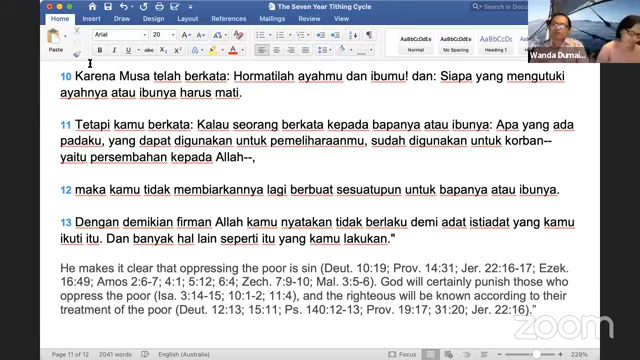 The Seven Year Tithing Cycle
Search in Docu
Home Insert Draw Design Layout References Mailings Review View Share
Paste Arial 20
AaBbCcDdEe AaBbCcDdEe AaBbCcDc
Normal No Spacing Heading 1
Wanda Dumai...
10 Karena Musa telah berkata: Hormatilah ayahmu dan ibumu! dan: Siapa yang mengutuki
ayahnya atau ibunya harus mati.
11 Tetapi kamu berkata: Kalau seorang berkata kepada bapanya atau ibunya: Apa yang ada
padaku, yang dapat digunakan untuk pemeliharaanmu, sudah digunakan untuk korban--
yaitu persembahan kepada Allah--,
12 maka kamu tidak membiarkannya lagi berbuat sesuatupun untuk bapanya atau ibunya.
13 Dengan demikian firman Allah kamu nyatakan tidak berlaku demi adat istiadat yang kamu
ikuti itu. Dan banyak hal lain seperti itu yang kamu lakukan."
He makes it clear that oppressing the poor is sin (Deut. 10:19; Prov. 14:31; Jer. 22:16-17; Ezek.
16:49; Amos 2:6-7; 4:1; 5:12; 6:4; Zech. 7:9-10; Mal. 3:5-6). God will certainly punish those who
oppress the poor (Isa. 3:14-15; 10:1-2; 11:4), and the righteous will be known according to their
treatment of the poor (Deut. 12:13; 15:11; Ps. 140:12-13; Prov. 19:17; 31:20; Jer. 22:16)."
zoom
Page 11 of 12 2041 words English (Australia) Focus 229%